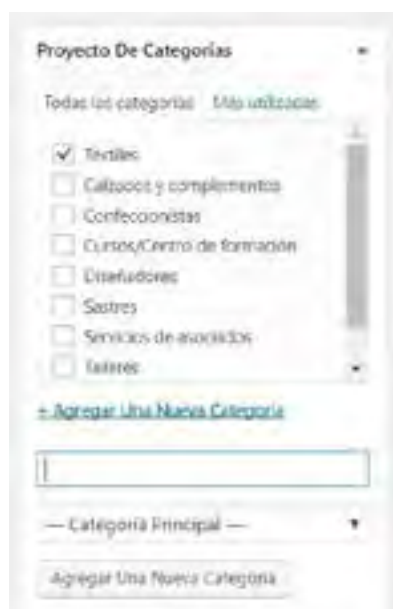 Proyecto De Categorías
Todas las categorías Más utilizadas
Textiles
Calzados y complementos
Confeccionistas
Cursos/Centro de formación
Diseñadores
Sastres
Servicios de asociados
Talleres
+ Agregar Una Nueva Categoría
— Categoría Principal —
Agregar Una Nueva Categoría